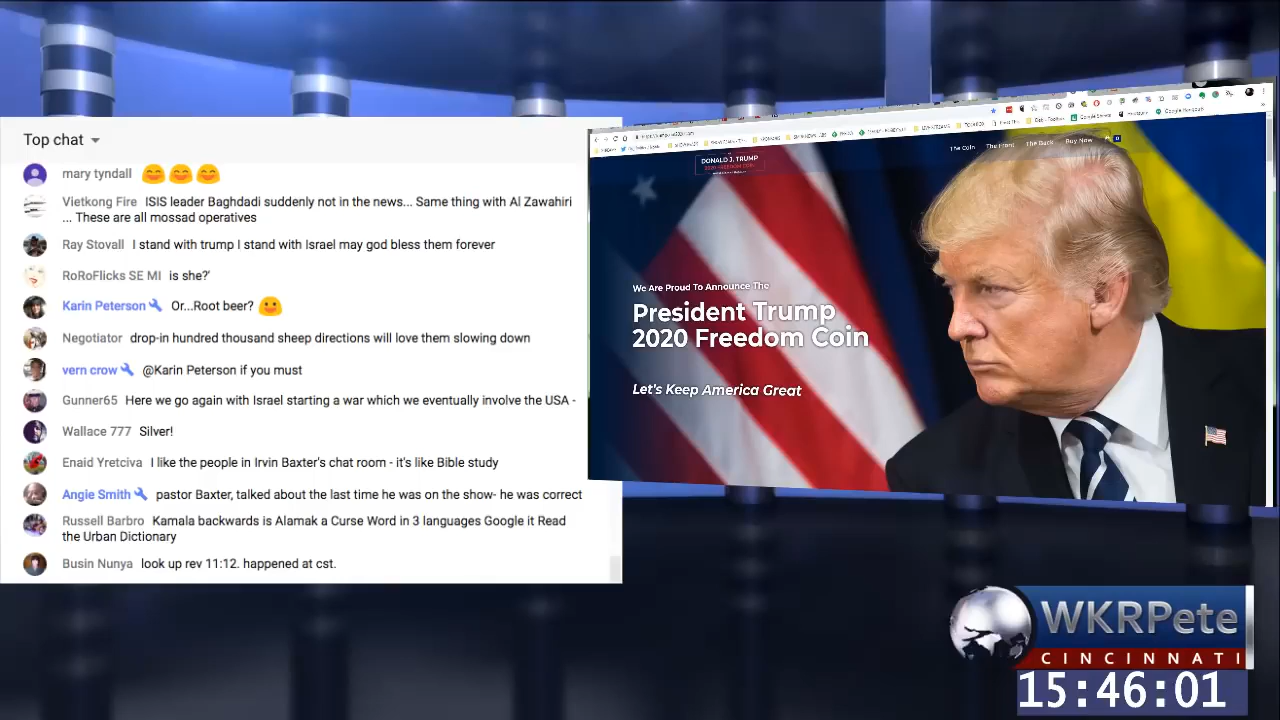 Top chat
mary tyndall
Vietkong Fire ISIS leader Baghdadi suddenly not in the news... Same thing with Al Zawahiri
... These are all mossad operatives
Ray Stovall I stand with trump I stand with Israel may god bless them forever
RoRoFlicks SE MI is she?'
Karin Peterson Or...Root beer?
Negotiator drop-in hundred thousand sheep directions will love them slowing down
vern crow @Karin Peterson if you must
Gunner65 Here we go again with Israel starting a war which we eventually involve the USA -
Wallace 777 Silver!
Enaid Yretciva I like the people in Irvin Baxter's chat room - it's like Bible study
Angie Smith pastor Baxter, talked about the last time he was on the show- he was correct
Russell Barbro Kamala backwards is Alamak a Curse Word in 3 languages Google it Read
the Urban Dictionary
Busin Nunya look up rev 11:12. happened at cst.
The Coin The Front The Back Buy Now
DONALD J. TRUMP
2020 FREEDOM COIN
We Are Proud To Announce The
President Trump
2020 Freedom Coin
Let's Keep America Great
WKRPete
CINCINNATI
15:46:01